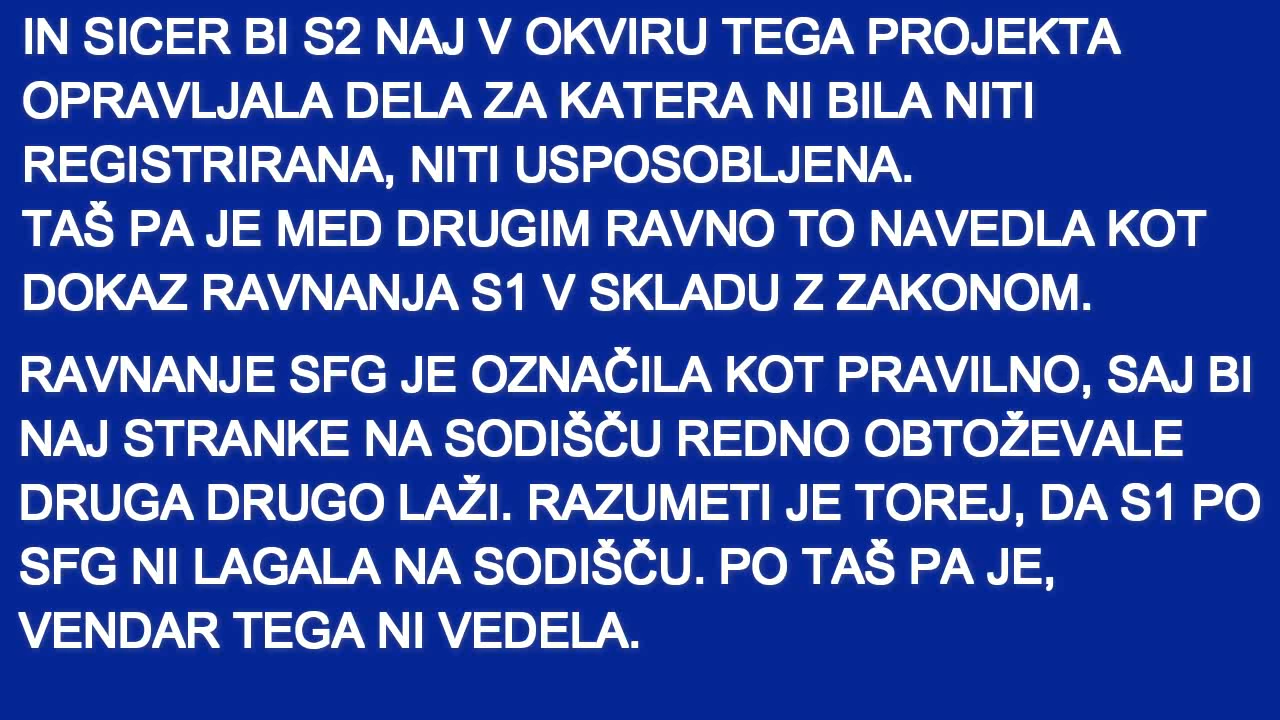 IN SICER BI S2 NAJ V OKVIRU TEGA PROJEKTA
OPRAVLJALA DELA ZA KATERA NI BILA NITI
REGISTRIRANA, NITI USPOSOBLJENA.
TAŠ PA JE MED DRUGIM RAVNO TO NAVEDLA KOT
DOKAZ RAVNANJA S1 V SKLADU Z ZAKONOM.
RAVNANJE SFG JE OZNAČILA KOT PRAVILNO, SAJ BI
NAJ STRANKE NA SODIŠČU REDNO OBTOŽEVALE
DRUGA DRUGO LAŽI. RAZUMETI JE TOREJ, DA S1 PO
SFG NI LAGALA NA SODIŠČU. PO TAŠ PA JE,
VENDAR TEGA NI VEDELA.